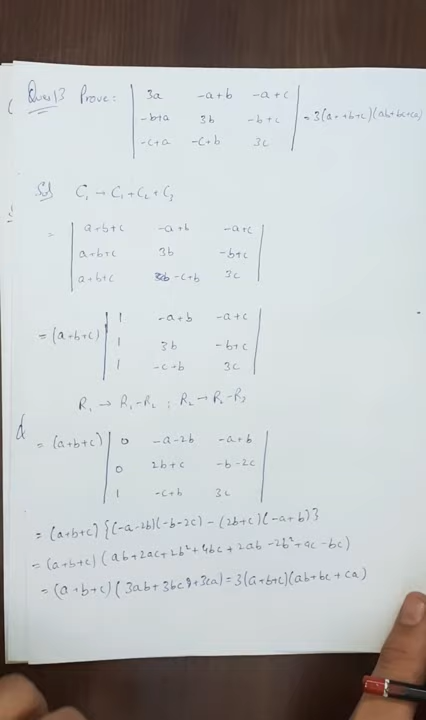 Ques13 Prove: | 3a -a+b -a+c |
| -b+a 3b -b+c | = 3(a++b+c)(ab+bc+ca)
| -c+a -c+b 3c |
Sol C₁ → C₁+C₂+C₃
= | a+b+c -a+b -a+c |
| a+b+c 3b -b+c |
| a+b+c -c+b 3c |
= (a+b+c) | 1 -a+b -a+c |
| 1 3b -b+c |
| 1 -c+b 3c |
R₁ → R₁-R₂ ; R₂ → R₂-R₃
= (a+b+c) | 0 -a-2b -a+b |
| 0 2b+c -b-2c |
| 1 -c+b 3c |
= (a+b+c) {(-a-2b)(-b-2c) - (2b+c)(-a+b)}
= (a+b+c) (ab+2ac+2b²+4bc+2ab-2b²+ac-bc)
= (a+b+c) (3ab+3bc+3ca) = 3(a+b+c)(ab+bc+ca)